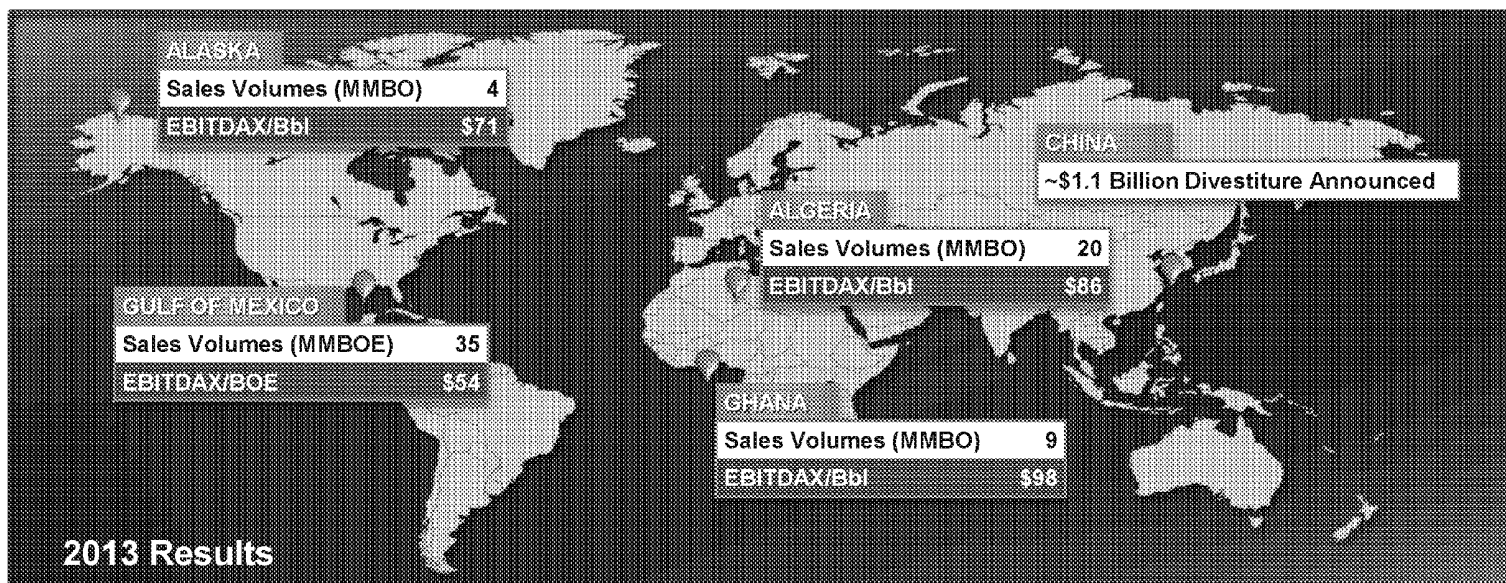 ALASKA
Sales Volumes (MMBO) 4
EBITDAX/Bbl $71
CHINA
~$1.1 Billion Divestiture Announced
ALGERIA
Sales Volumes (MMBO) 20
EBITDAX/Bbl $86
GULF OF MEXICO
Sales Volumes (MMBOE) 35
EBITDAX/BOE $54
GHANA
Sales Volumes (MMBO) 9
EBITDAX/Bbl $98
2013 Results